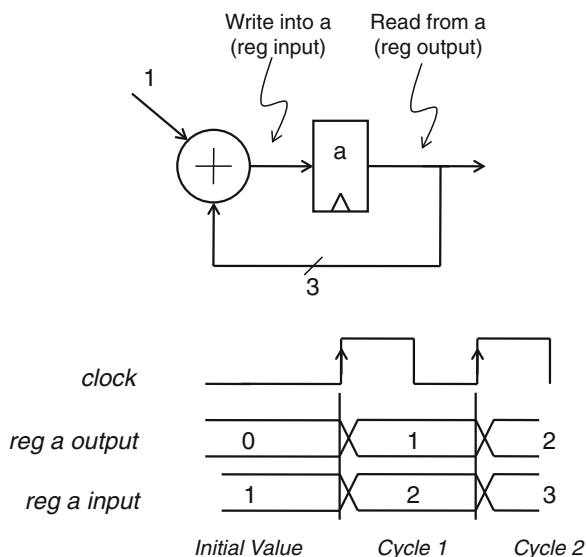 Write into a
(reg input)
Read from a
(reg output)
1
+
a
3
clock
reg a output 0 1 2
reg a input 1 2 3
Initial Value Cycle 1 Cycle 2